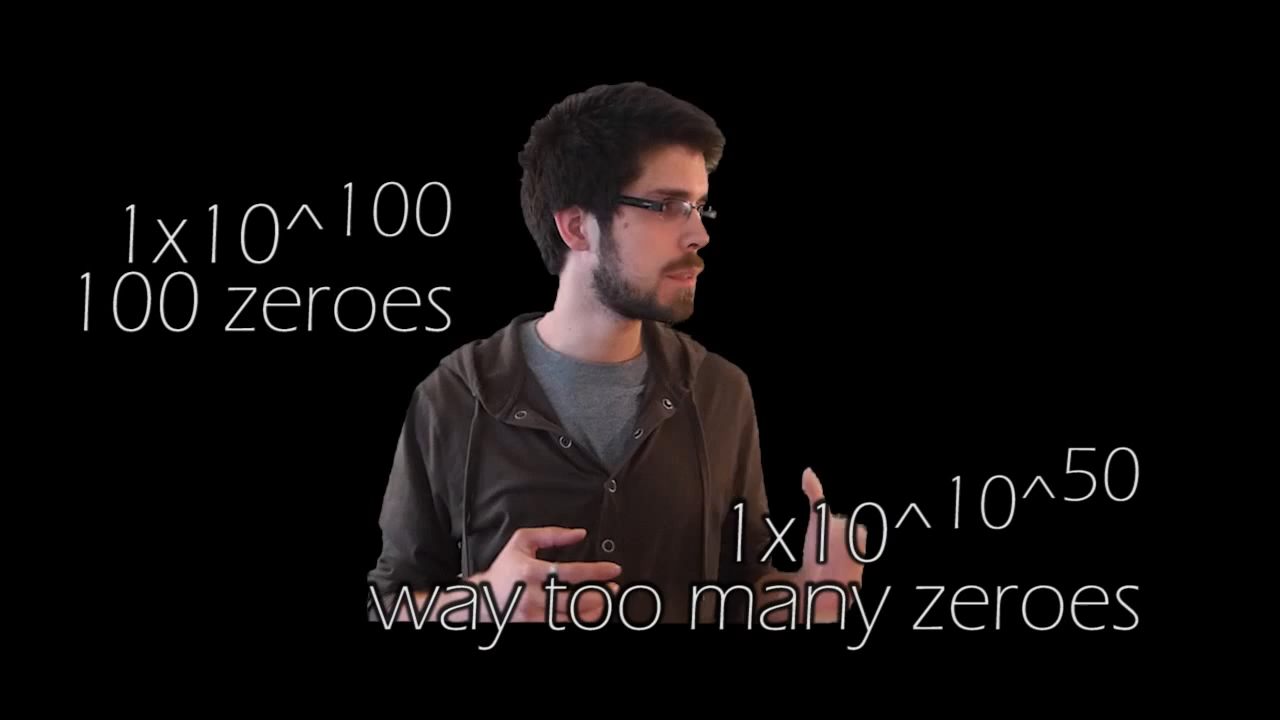 1x10^100
100 zeroes
1x10^10^50
way too many zeroes